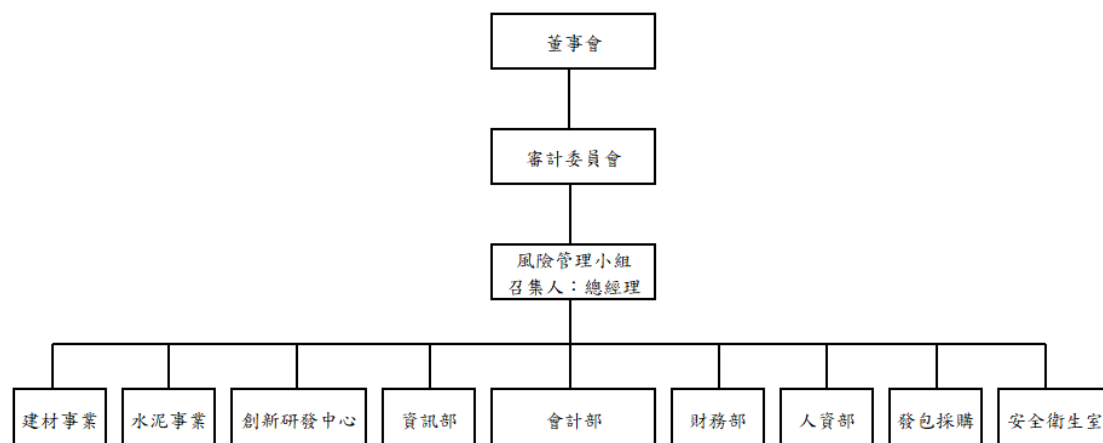 董事會
審計委員會
風險管理小組
召集人：總經理
建材事業
水泥事業
創新研發中心
資訊部
會計部
財務部
人資部
發包採購
安全衛生室